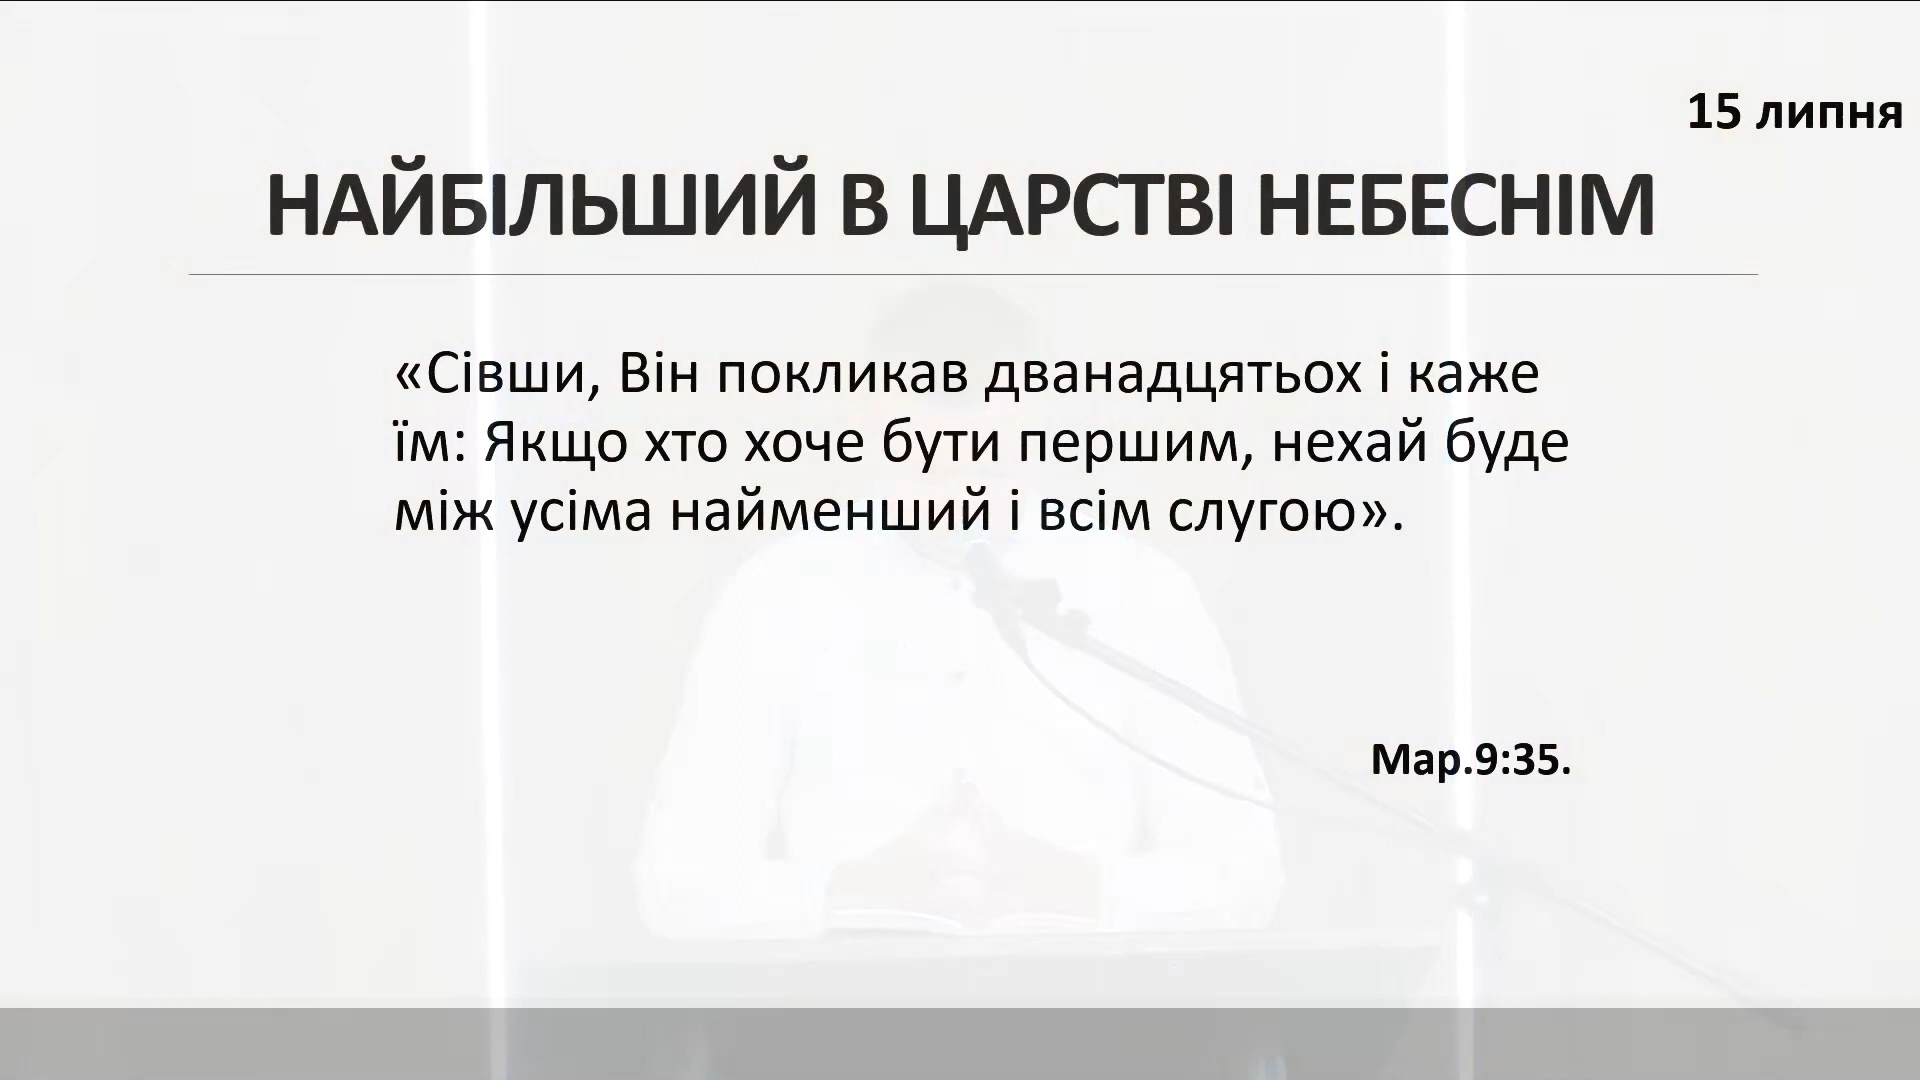 15 липня
НАЙБІЛЬШИЙ В ЦАРСТВІ НЕБЕСНІМ
«Сівши, Він покликав дванадцятьох і каже
їм: Якщо хто хоче бути першим, нехай буде
між усіма найменший і всім слугою».
Мар.9:35.